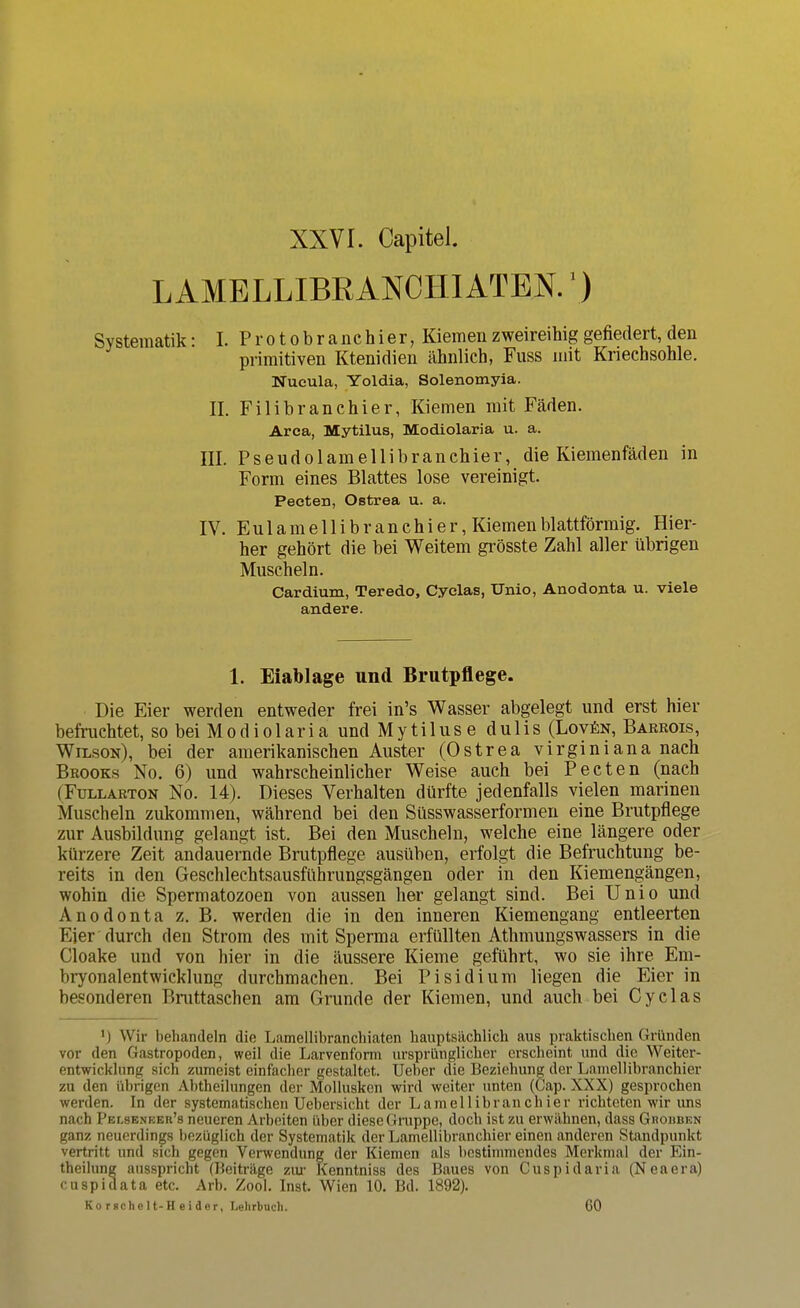 XXVI. Capitel.
LAMELLIBRANCHIATEN.¹)
Systematik: I. Protobranchier, Kiemen zweireihig gefiedert, den
primitiven Ktenidien ähnlich, Fuss mit Kriechsohle.
Nucula, Yoldia, Solenomyia.
II. Filibranchier, Kiemen mit Fäden.
Arca, Mytilus, Modiolaria u. a.
III. Pseudolamellibranchier, die Kiemenfäden in
Form eines Blattes lose vereinigt.
Pecten, Ostrea u. a.
IV. Eulamellibranchier, Kiemen blattförmig. Hier-
her gehört die bei Weitem grösste Zahl aller übrigen
Muscheln.
Cardium, Teredo, Cyclas, Unio, Anodonta u. viele
andere.
1. Eiablage und Brutpflege.
Die Eier werden entweder frei in's Wasser abgelegt und erst hier
befruchtet, so bei Modiolaria und Mytilus e dulis (Lovén, Barrois,
Wilson), bei der amerikanischen Auster (Ostrea virginiana nach
Brooks No. 6) und wahrscheinlicher Weise auch bei Pecten (nach
(Fullarton No. 14). Dieses Verhalten dürfte jedenfalls vielen marinen
Muscheln zukommen, während bei den Süsswasserformen eine Brutpflege
zur Ausbildung gelangt ist. Bei den Muscheln, welche eine längere oder
kürzere Zeit andauernde Brutpflege ausüben, erfolgt die Befruchtung be-
reits in den Geschlechtsausführungsgängen oder in den Kiemengängen,
wohin die Spermatozoen von aussen her gelangt sind. Bei Unio und
Anodonta z. B. werden die in den inneren Kiemengang entleerten
Eier durch den Strom des mit Sperma erfüllten Athmungswassers in die
Cloake und von hier in die äussere Kieme geführt, wo sie ihre Em-
bryonalentwicklung durchmachen. Bei Pisidium liegen die Eier in
besonderen Bruttaschen am Grunde der Kiemen, und auch bei Cyclas
¹) Wir behandeln die Lamellibranchiaten hauptsächlich aus praktischen Gründen
vor den Gastropoden, weil die Larvenform ursprünglicher erscheint und die Weiter-
entwicklung sich zumeist einfacher gestaltet. Ueber die Beziehung der Lamellibranchier
zu den übrigen Abtheilungen der Mollusken wird weiter unten (Cap. XXX) gesprochen
werden. In der systematischen Uebersicht der Lamellibranchier richteten wir uns
nach Pelseneer's neueren Arbeiten über diese Gruppe, doch ist zu erwähnen, dass Grobben
ganz neuerdings bezüglich der Systematik der Lamellibranchier einen anderen Standpunkt
vertritt und sich gegen Verwendung der Kiemen als bestimmendes Merkmal der Ein-
theilung ausspricht (Beiträge zur Kenntniss des Baues von Cuspidaria (Neaera)
cuspidata etc. Arb. Zool. Inst. Wien 10. Bd. 1892).
Korschelt-Heider, Lehrbuch. 60